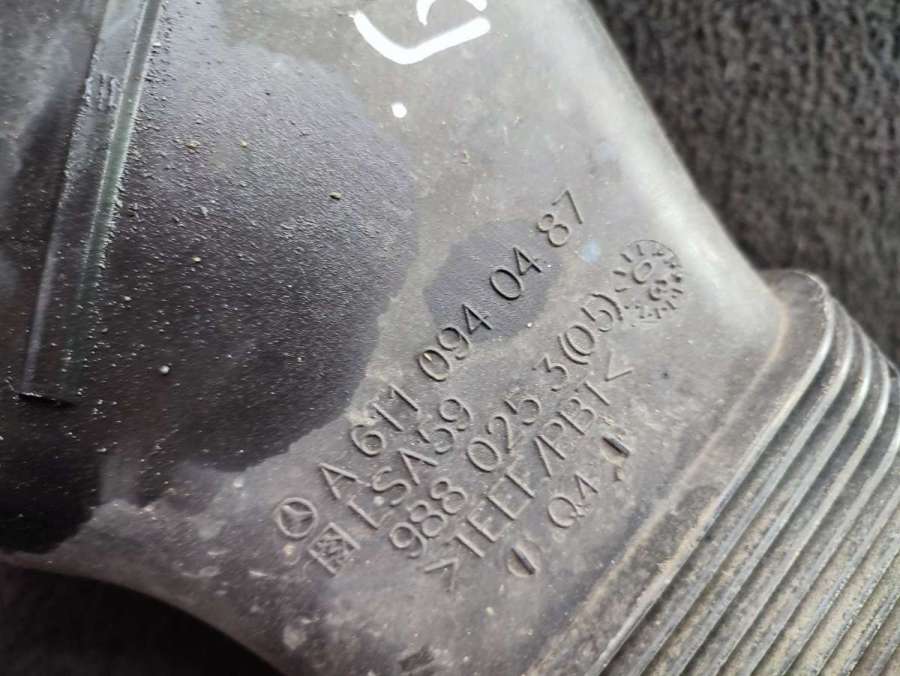 A 611 094 04 87
LSA59
988 025 3(05)
>TEEE/PBT<
Q4